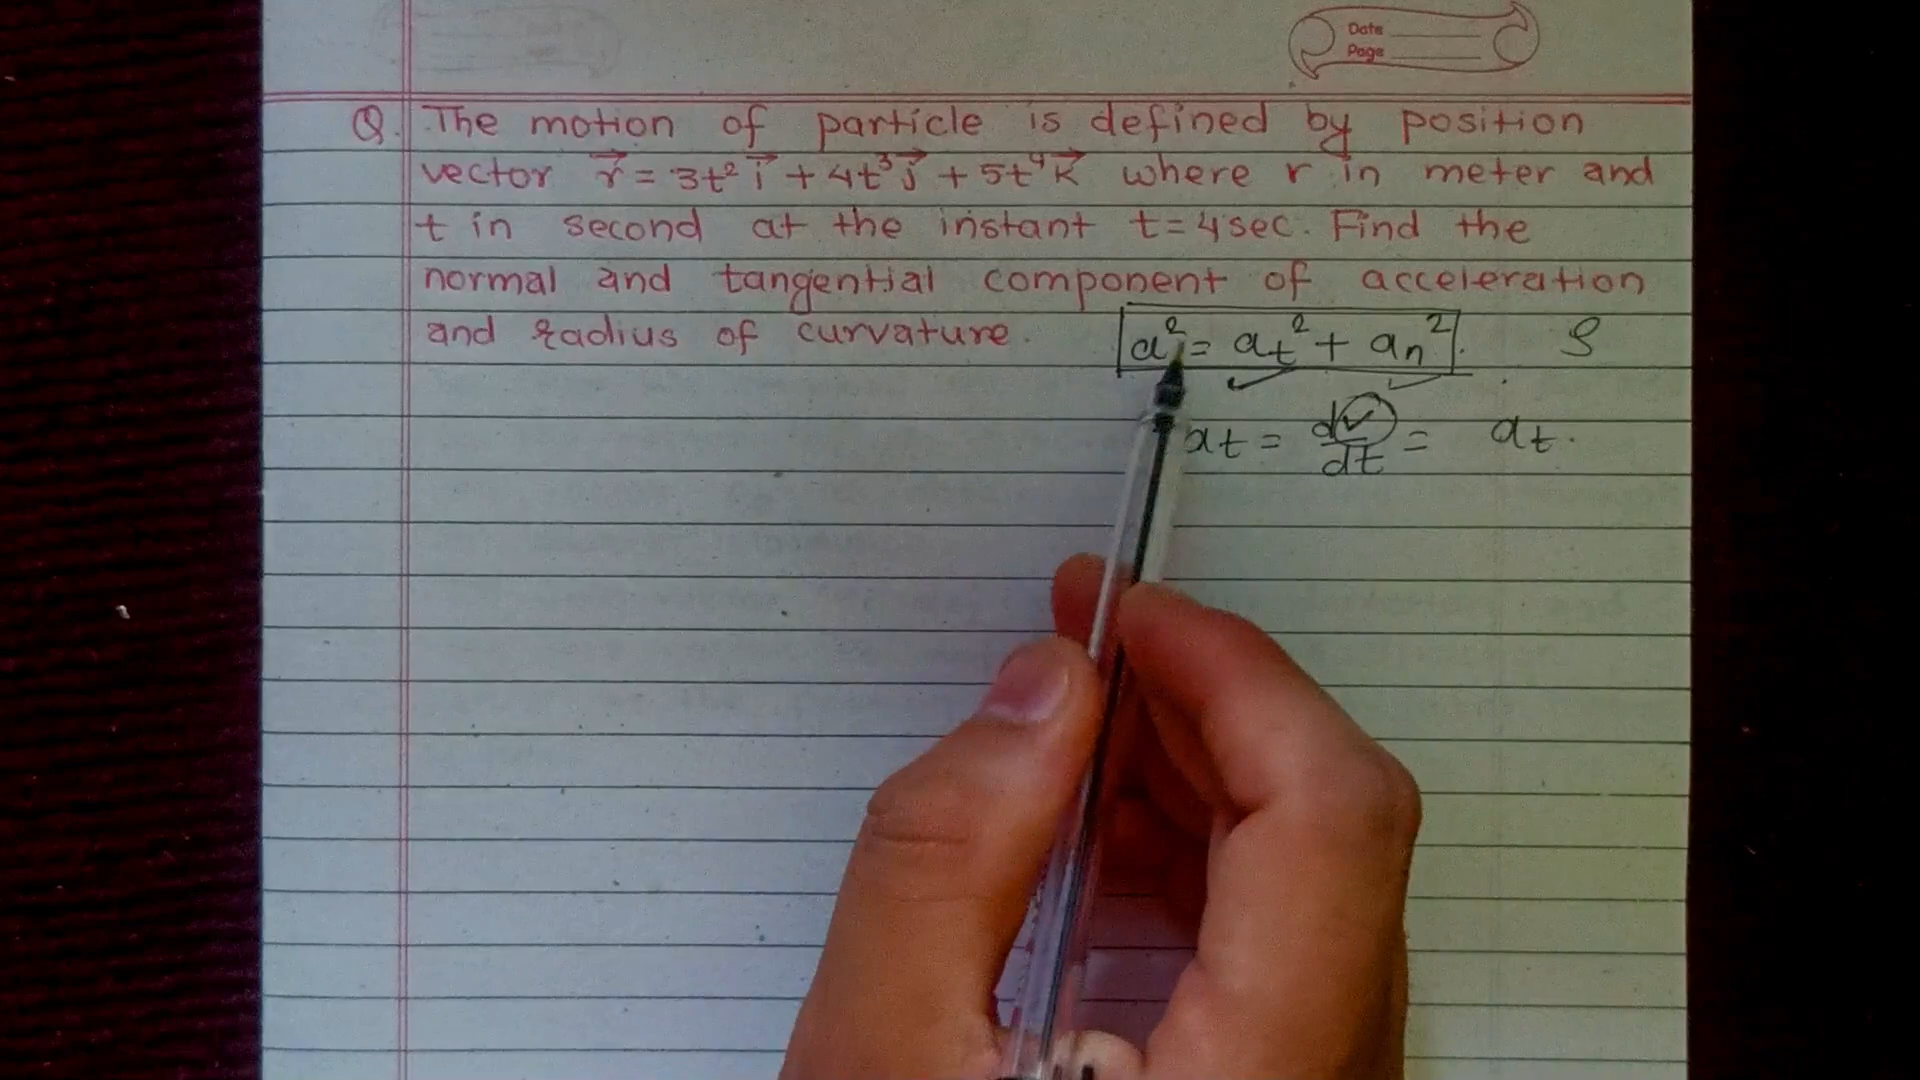 Date
Page
Q. The motion of particle is defined by position
vector r⃗ = 3t² i⃗ + 4t³ j⃗ + 5t⁴ k⃗ where r in meter and
t in second at the instant t = 4 sec. Find the
normal and tangential component of acceleration
and radius of curvature.
a² = at² + an². ρ
at = dv/dt = at.